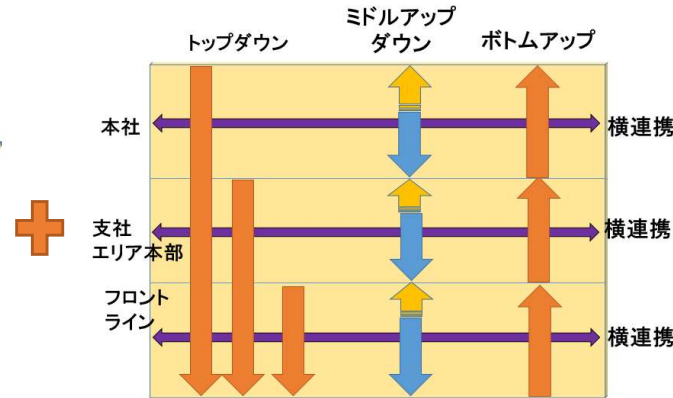 トップダウン
ミドルアップ
ダウン
ボトムアップ
本社
横連携
支社
エリア本部
横連携
フロント
ライン
横連携